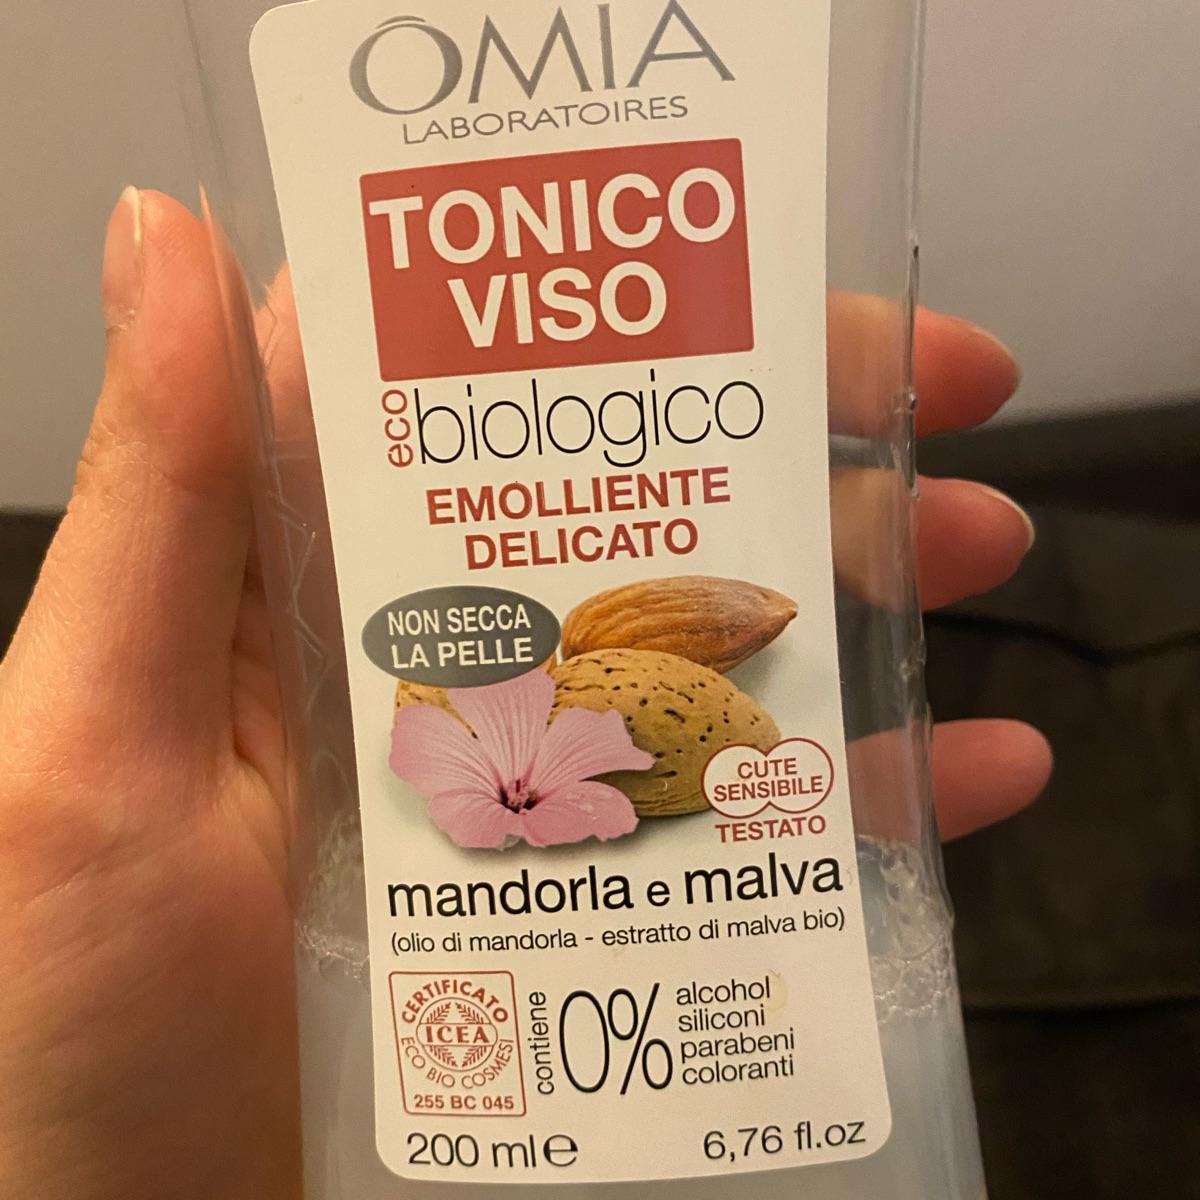 OMIA
LABORATOIRES
TONICO
VISO
eco biologico
EMOLLIENTE
DELICATO
NON SECCA
LA PELLE
CUTE
SENSIBILE
TESTATO
mandorla e malva
(olio di mandorla - estratto di malva bio)
CERTIFICATO
ICEA
ECO BIO COSMESI
255 BC 045
contiene
0%
alcohol
siliconi
parabeni
coloranti
200 ml e
6,76 fl.oz